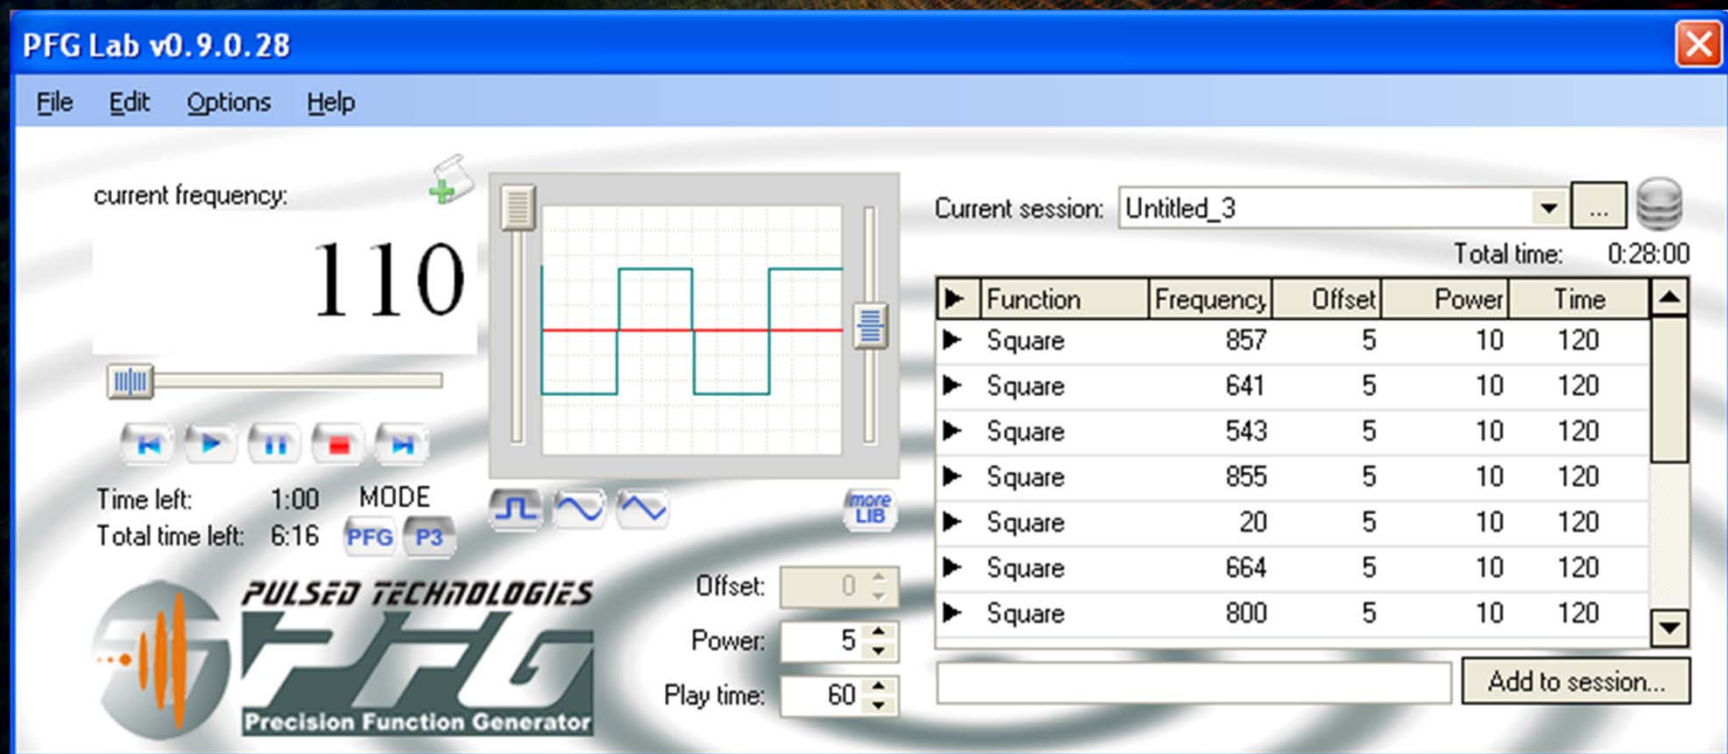 PFG Lab v0.9.0.28
File Edit Options Help
current frequency:
110
Time left: 1:00 MODE
Total time left: 6:16 PFG P3
PULSED TECHNOLOGIES
PFG
Precision Function Generator
more
LIB
Offset: 0
Power: 5
Play time: 60
Current session: Untitled_3 ...
Total time: 0:28:00
Function Frequency Offset Power Time
Square 857 5 10 120
Square 641 5 10 120
Square 543 5 10 120
Square 855 5 10 120
Square 20 5 10 120
Square 664 5 10 120
Square 800 5 10 120
Add to session...